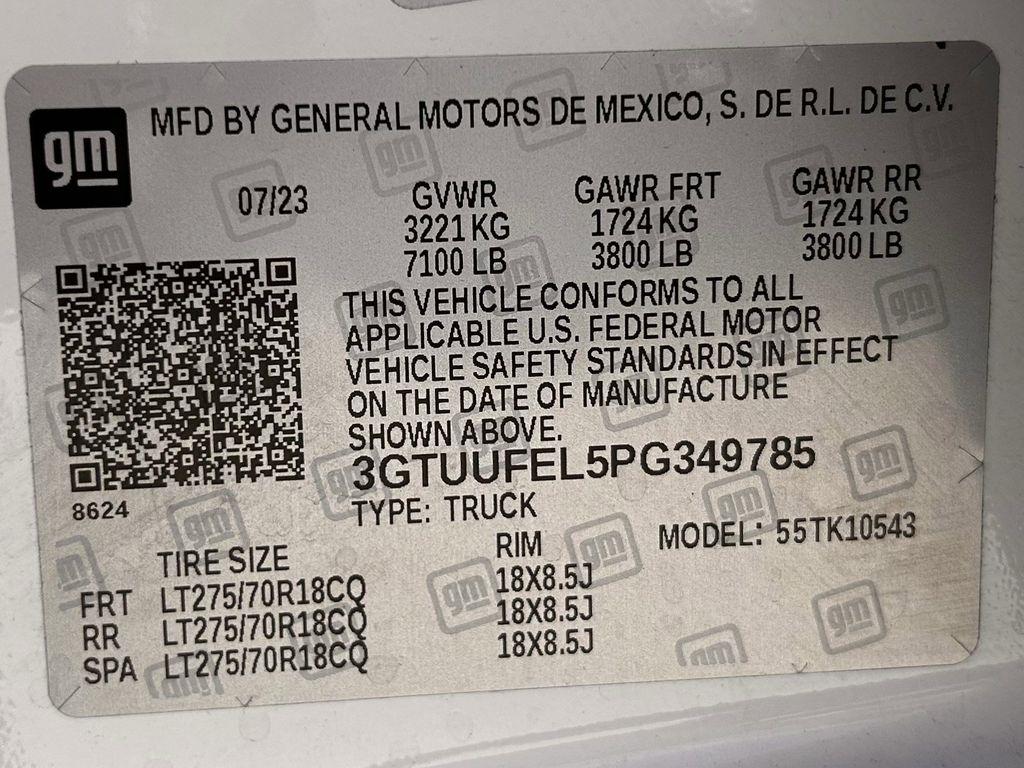 gm MFD BY GENERAL MOTORS DE MEXICO, S. DE R.L. DE C.V.
07/23 GVWR GAWR FRT GAWR RR
3221 KG 1724 KG 1724 KG
7100 LB 3800 LB 3800 LB
THIS VEHICLE CONFORMS TO ALL
APPLICABLE U.S. FEDERAL MOTOR
VEHICLE SAFETY STANDARDS IN EFFECT
ON THE DATE OF MANUFACTURE
SHOWN ABOVE.
3GTUUFEL5PG349785
8624
TYPE: TRUCK
TIRE SIZE RIM MODEL: 55TK10543
FRT LT275/70R18CQ 18X8.5J
RR LT275/70R18CQ 18X8.5J
SPA LT275/70R18CQ 18X8.5J